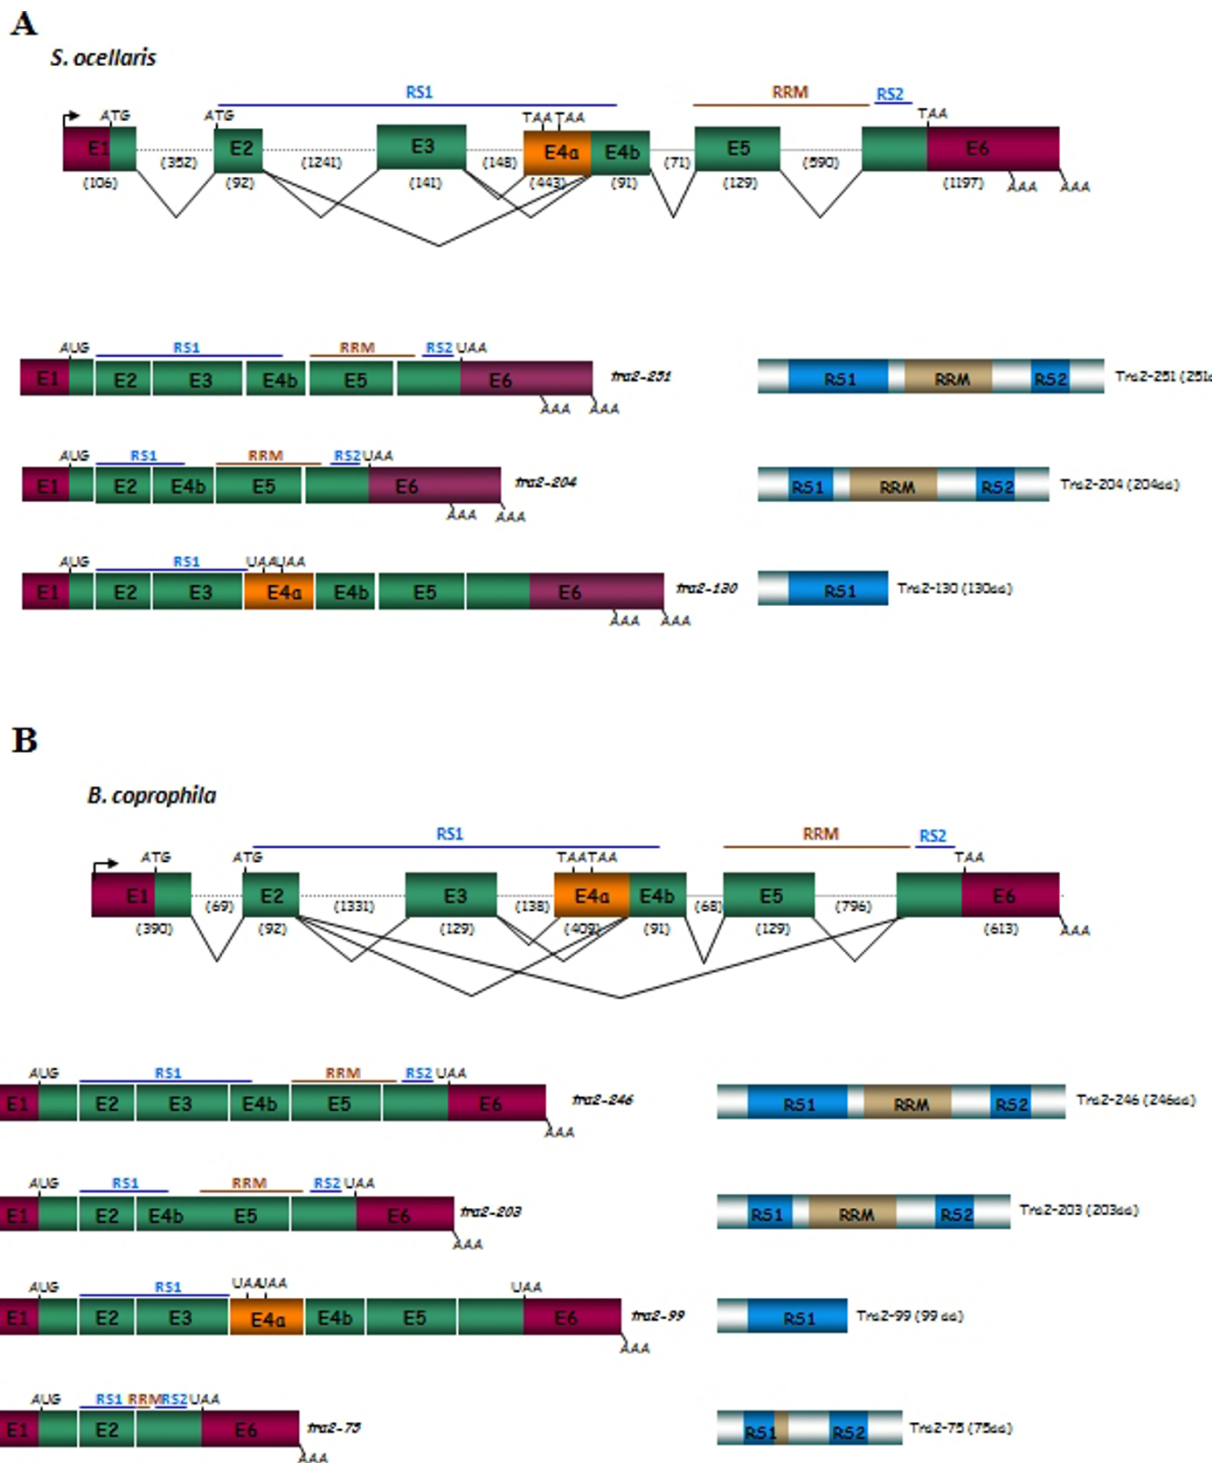 A
S. ocellaris
RS1 RRM RS2
ATG ATG TAA TAA TAA
E1 E2 E3 E4a E4b E5 E6
(352) (1241) (148) (71) (590)
(106) (92) (141) (443) (91) (129) (1197) AAA AAA
AUG RS1 RRM RS2 UAA
E1 E2 E3 E4b E5 E6 tra2-251 RS1 RRM RS2
AAA AAA
AUG RS1 RRM RS2 UAA
E1 E2 E4b E5 E6 tra2-204 RS1 RRM RS2 Tra2-204 (204aa)
AAA AAA
AUG RS1 UAA UAA
E1 E2 E3 E4a E4b E5 E6 tra2-130 RS1 Tra2-130 (130aa)
AAA AAA
B
B. coprophila
RS1 RRM RS2
ATG ATG TAA TAA TAA
E1 E2 E3 E4a E4b E5 E6
(69) (1331) (138) (68) (796)
(390) (92) (129) (409) (91) (129) (613) AAA
AUG RS1 RRM RS2 UAA
E1 E2 E3 E4b E5 E6 tra2-246 RS1 RRM RS2 Tra2-246 (246aa)
AAA
AUG RS1 RRM RS2 UAA
E1 E2 E4b E5 E6 tra2-203 RS1 RRM RS2 Tra2-203 (203aa)
AAA
AUG RS1 UAA UAA UAA
E1 E2 E3 E4a E4b E5 E6 tra2-99 RS1 Tra2-99 (99 aa)
AAA
AUG RS1 RRM RS2 UAA
E1 E2 E6 tra2-75 RS1 RS2 Tra2-75 (75aa)
AAA